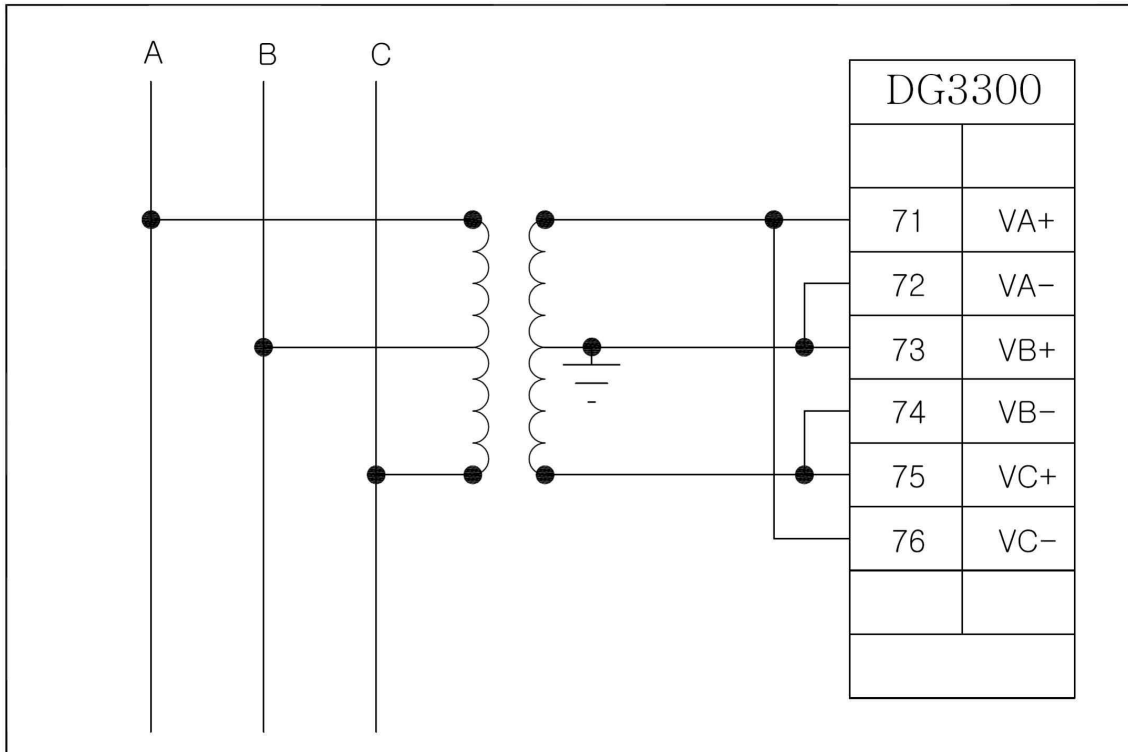 A B C
DG3300
71 VA+
72 VA-
73 VB+
74 VB-
75 VC+
76 VC-